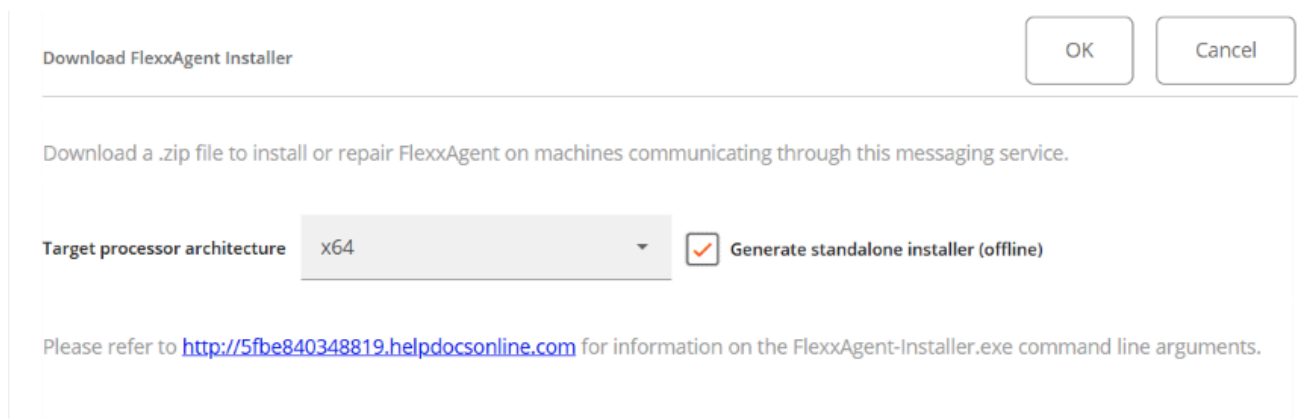 Download FlexxAgent Installer
OK
Cancel
Download a .zip file to install or repair FlexxAgent on machines communicating through this messaging service.
Target processor architecture
x64
Generate standalone installer (offline)
Please refer to http://5fbe840348819.helpdocsonline.com for information on the FlexxAgent-Installer.exe command line arguments.